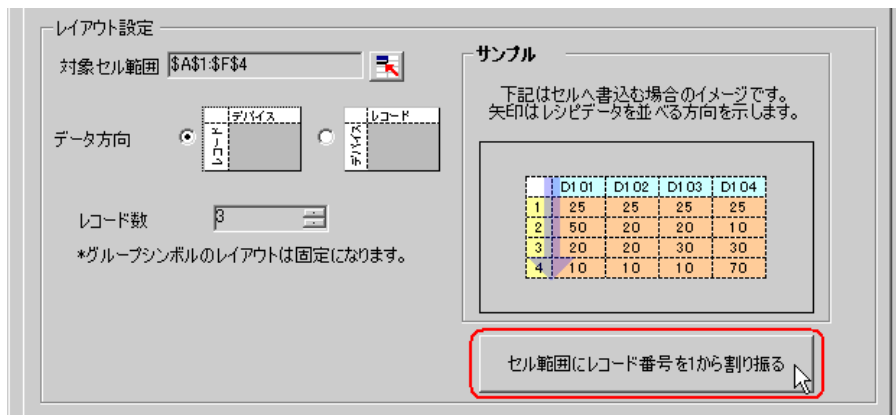 レイアウト設定
対象セル範囲 $A$1:$F$4
データ方向
デバイス
レコード
レコード
デバイス
レコード数 3
*グループシンボルのレイアウトは固定になります。
サンプル
下記はセルへ書込む場合のイメージです。
矢印はレシピデータを並べる方向を示します。
D101 D102 D103 D104
1 25 25 25 25
2 50 20 20 10
3 20 20 30 30
4 10 10 10 70
セル範囲にレコード番号を1から割り振る